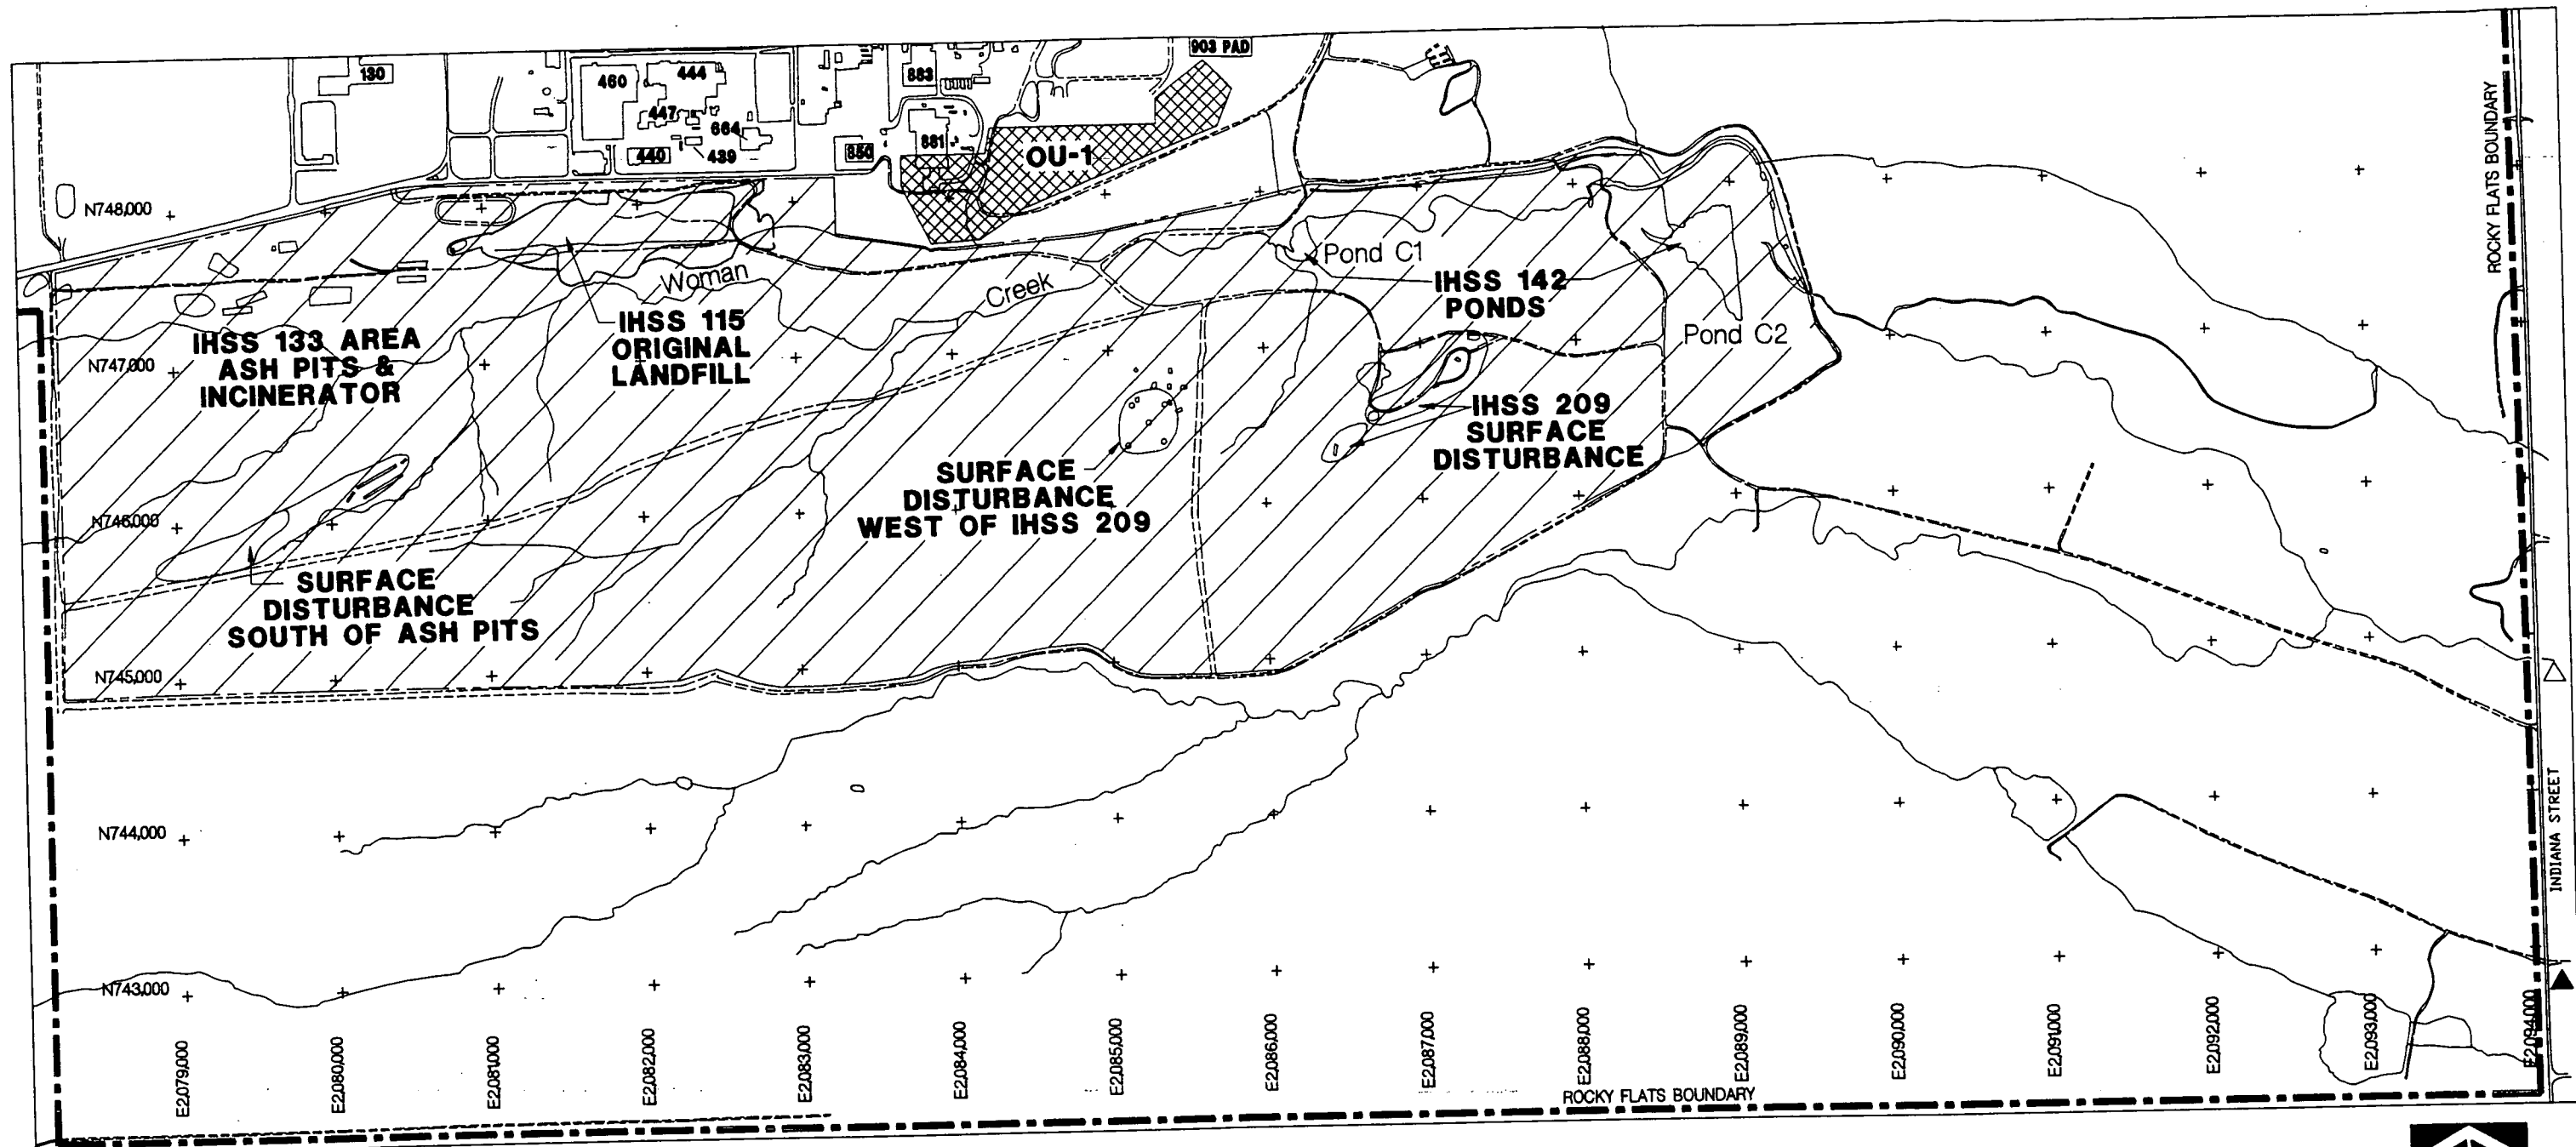 903 PAD
130
460
444
883
447
664
881
850
440
439
OU-1
ROCKY FLATS BOUNDARY
N748,000
Woman
Creek
Pond C1
IHSS 142
PONDS
Pond C2
IHSS 133 AREA
ASH PITS &
INCINERATOR
IHSS 115
ORIGINAL
LANDFILL
N747,000
IHSS 209
SURFACE
DISTURBANCE
SURFACE
DISTURBANCE
WEST OF IHSS 209
N746,000
SURFACE
DISTURBANCE
SOUTH OF ASH PITS
N745,000
N744,000
INDIANA STREET
N743,000
E2,079,000
E2,080,000
E2,081,000
E2,082,000
E2,083,000
E2,084,000
E2,085,000
E2,086,000
E2,087,000
E2,088,000
E2,089,000
E2,090,000
E2,091,000
E2,092,000
E2,093,000
E2,094,000
ROCKY FLATS BOUNDARY